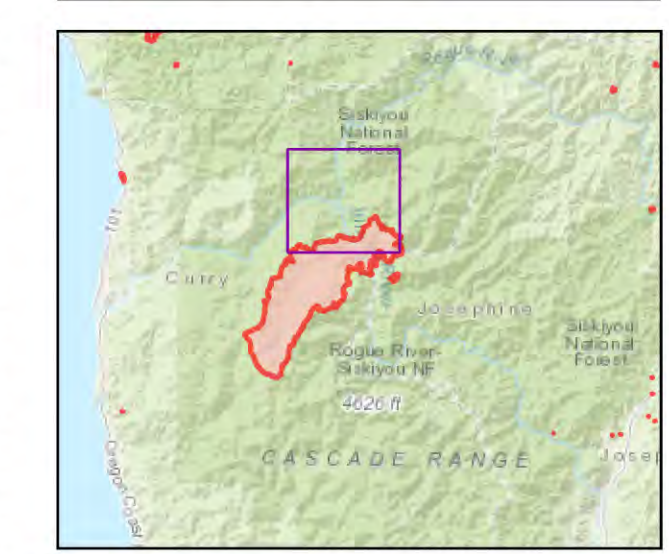 Siskiyou
National
Forest
101
Curry
Josephine
Siskiyou
National
Forest
Rogue River-
Siskiyou NF
4626 ft
CASCADE RANGE
Josep
Oregon Coast